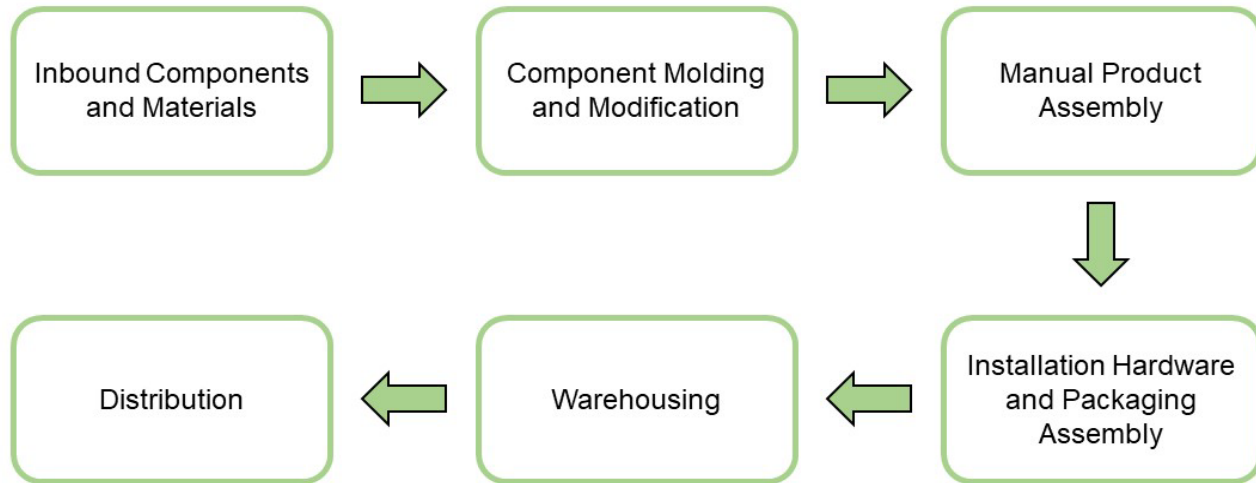 Inbound Components
and Materials
Component Molding
and Modification
Manual Product
Assembly
Installation Hardware
and Packaging
Assembly
Warehousing
Distribution